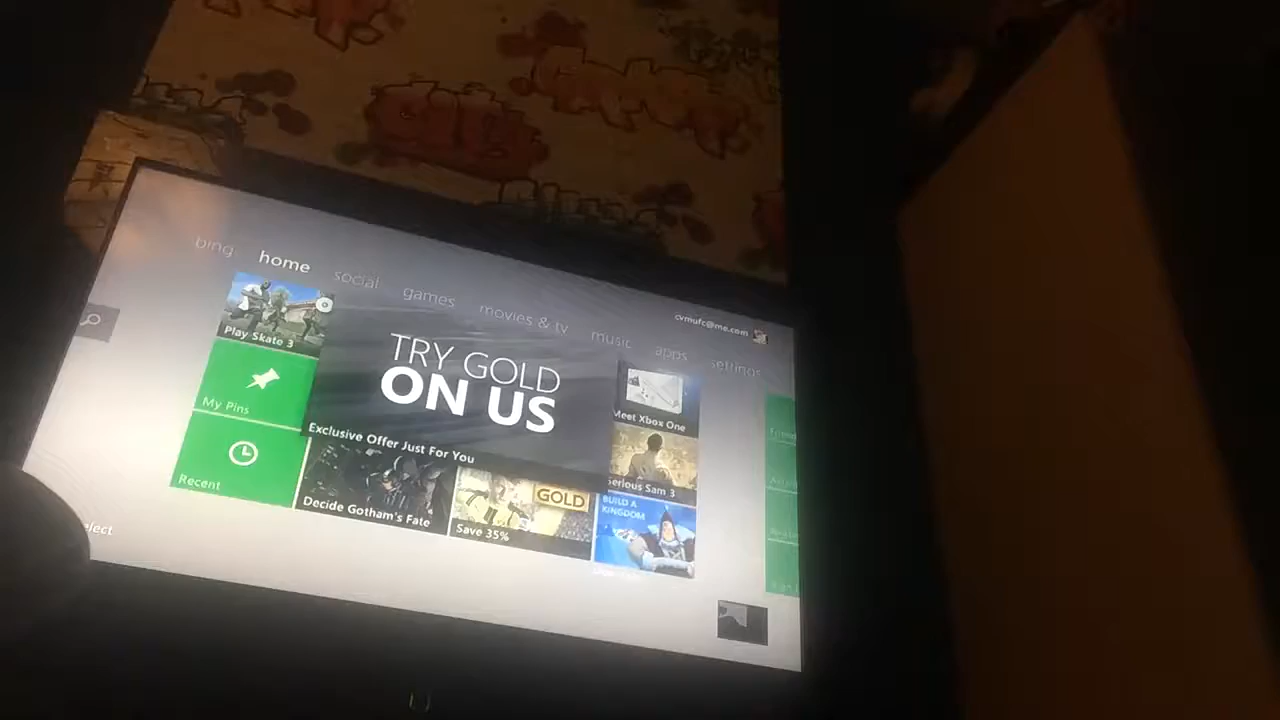 bing home social games movies & tv music apps settings
cvmufc@me.com
Play Skate 3
My Pins
Recent
TRY GOLD
ON US
Exclusive Offer Just For You
Decide Gotham's Fate
GOLD
Save 35%
Meet Xbox One
Serious Sam 3
BUILD A
KINGDOM
elect